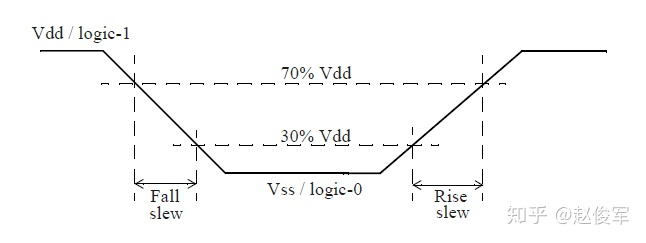 Vdd / logic-1
70% Vdd
30% Vdd
Vss / logic-0
Fall
slew
Rise
slew
知乎 @赵俊军